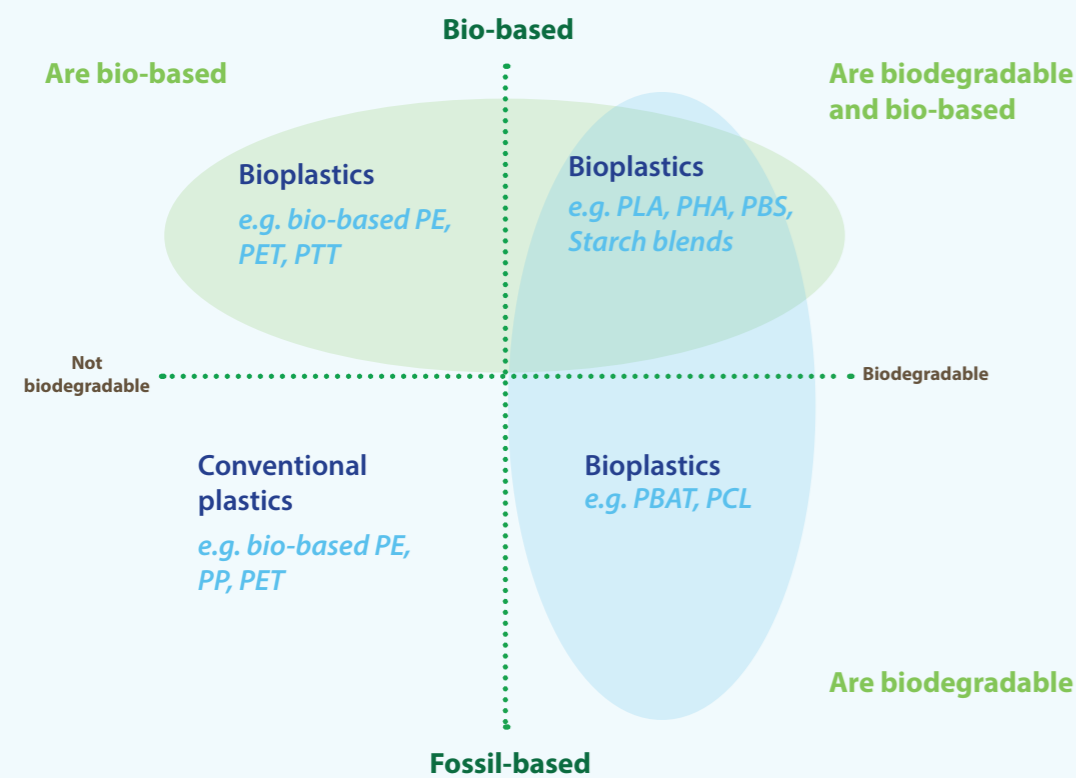 Bio-based
Are bio-based
Are biodegradable
and bio-based
Bioplastics
e.g. bio-based PE,
PET, PTT
Bioplastics
e.g. PLA, PHA, PBS,
Starch blends
Not
biodegradable
Biodegradable
Conventional
plastics
e.g. bio-based PE,
PP, PET
Bioplastics
e.g. PBAT, PCL
Are biodegradable
Fossil-based